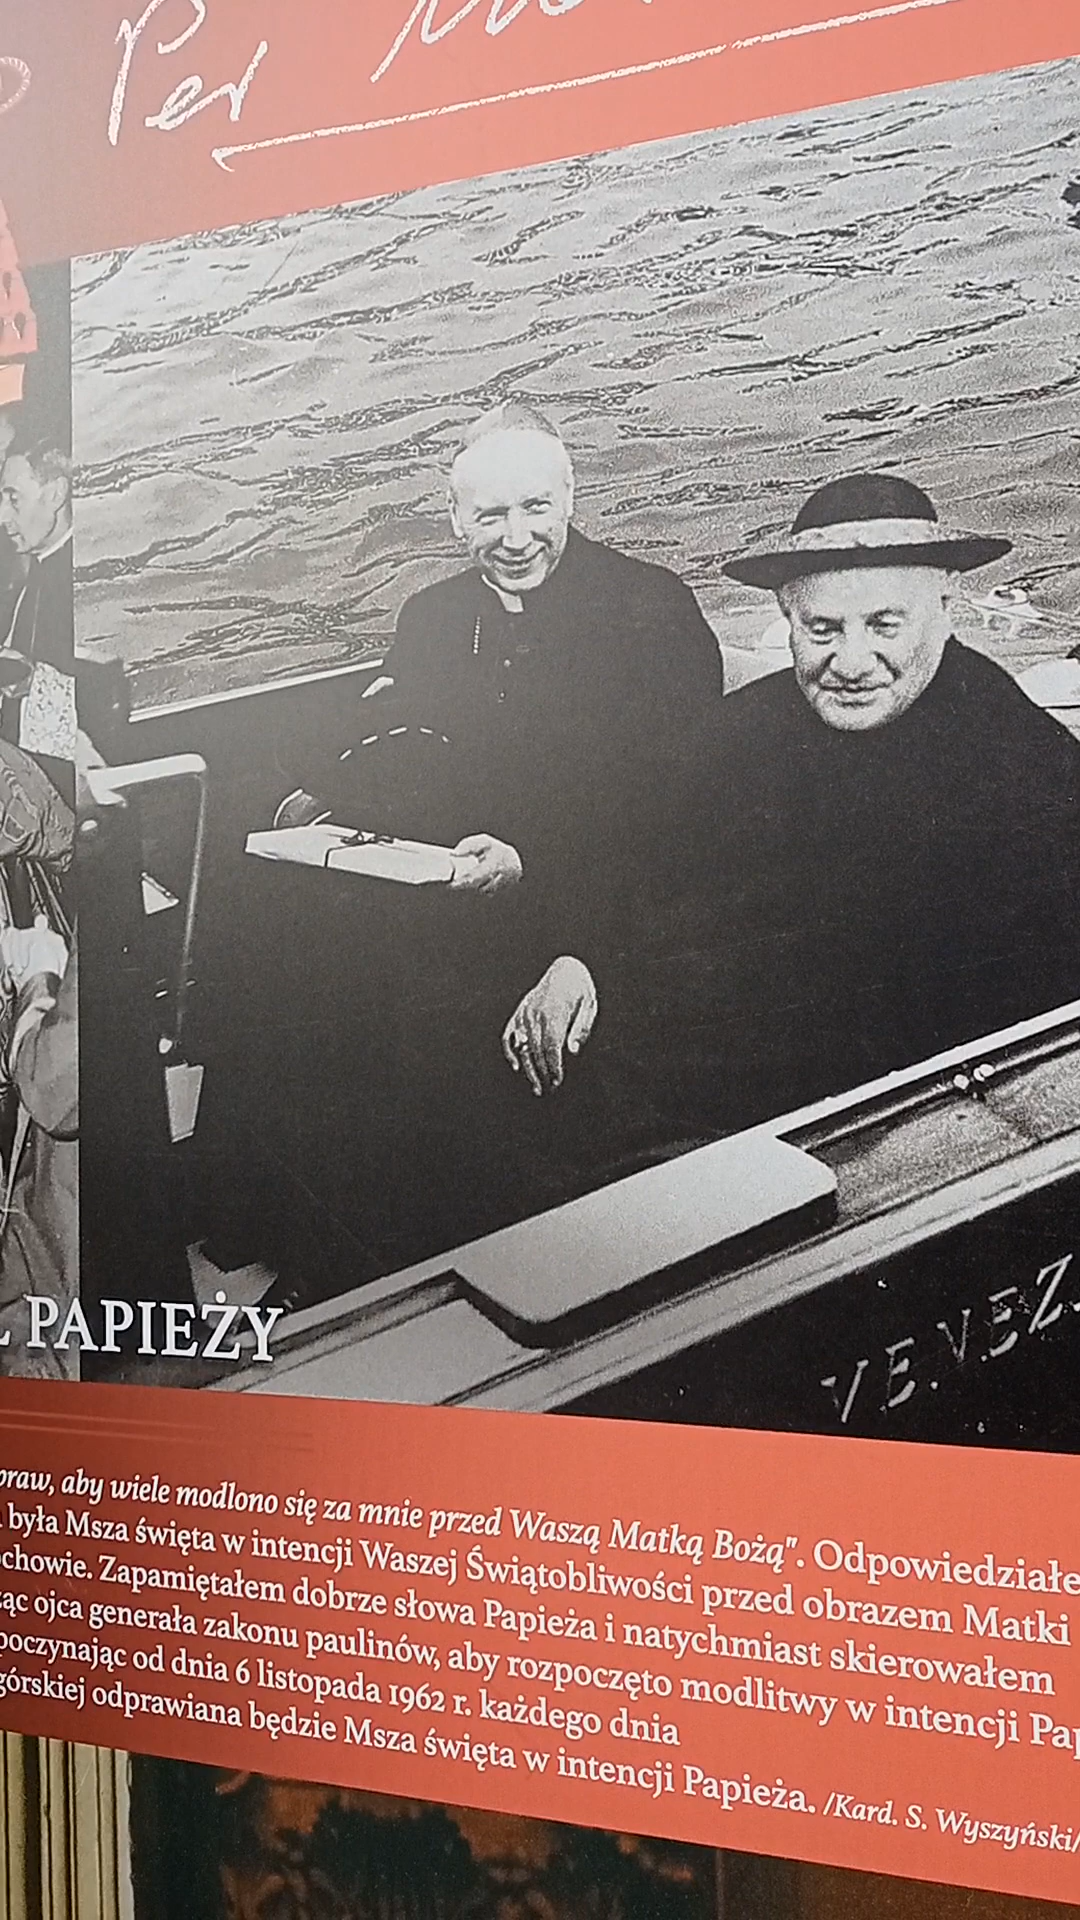 Per
PAPIEŻY
VE.VEZ.
praw, aby wiele modlono się za mnie przed Waszą Matką Bożą". Odpowiedziałe
była Msza święta w intencji Waszej Świątobliwości przed obrazem Matki
chowie. Zapamiętałem dobrze słowa Papieża i natychmiast skierowałem
ąc ojca generała zakonu paulinów, aby rozpoczęto modlitwy w intencji Pap
poczynając od dnia 6 listopada 1962 r. każdego dnia
górskiej odprawiana będzie Msza święta w intencji Papieża. /Kard. S. Wyszyński/